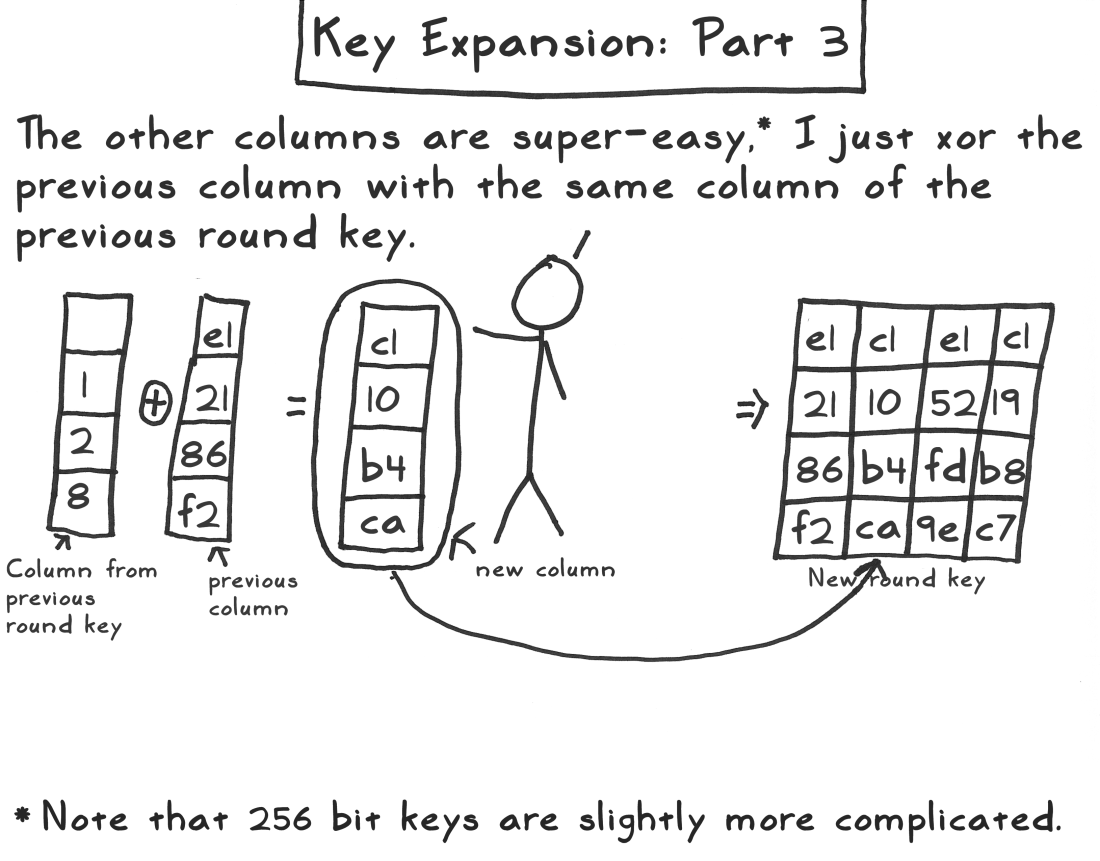 Key Expansion: Part 3
The other columns are super-easy,* I just xor the
previous column with the same column of the
previous round key.
1
2
8
⊕
e1
21
86
f2
=
c1
10
b4
ca
⇒
e1 c1 e1 c1
21 10 52 19
86 b4 fd b8
f2 ca 9e c7
Column from
previous
round key
previous
column
new column
New round key
* Note that 256 bit keys are slightly more complicated.